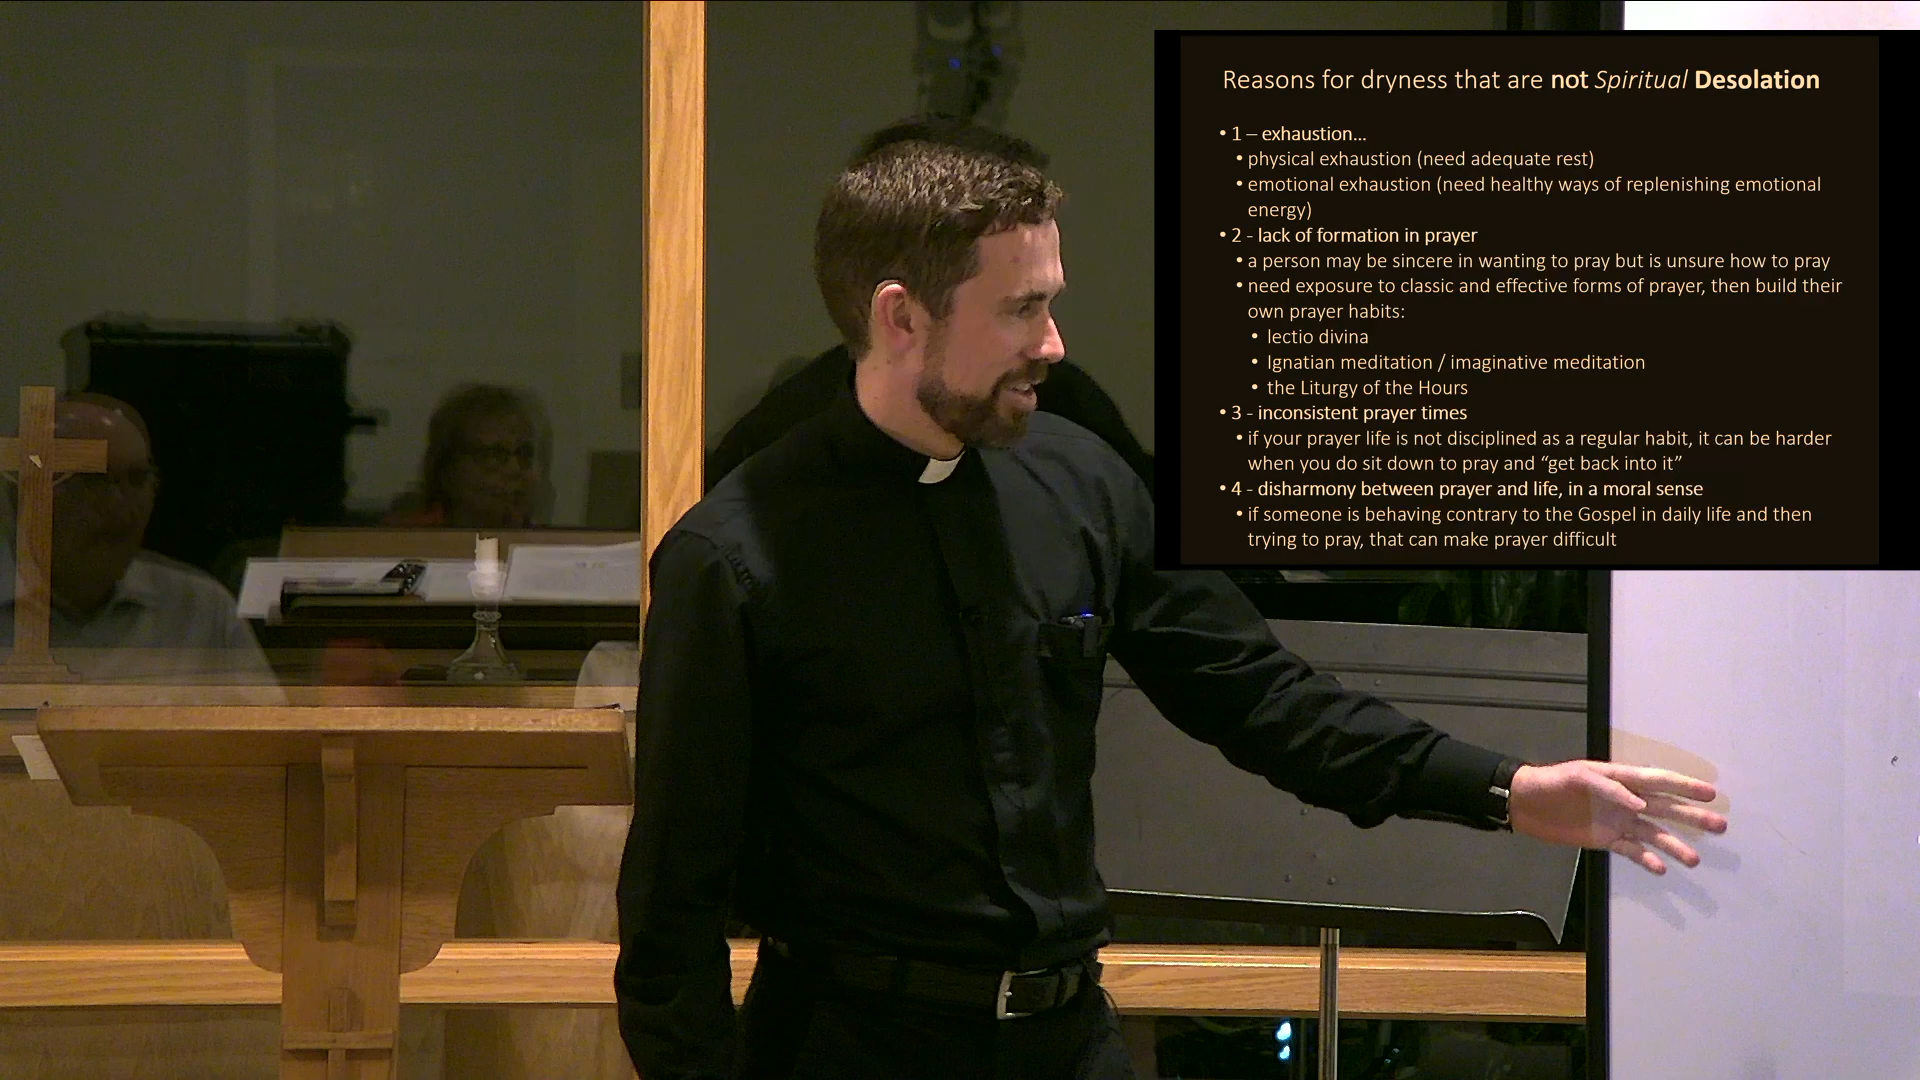 Reasons for dryness that are not Spiritual Desolation
• 1 – exhaustion...
• physical exhaustion (need adequate rest)
• emotional exhaustion (need healthy ways of replenishing emotional
energy)
• 2 - lack of formation in prayer
• a person may be sincere in wanting to pray but is unsure how to pray
• need exposure to classic and effective forms of prayer, then build their
own prayer habits:
• lectio divina
• Ignatian meditation / imaginative meditation
• the Liturgy of the Hours
• 3 - inconsistent prayer times
• if your prayer life is not disciplined as a regular habit, it can be harder
when you do sit down to pray and “get back into it”
• 4 - disharmony between prayer and life, in a moral sense
• if someone is behaving contrary to the Gospel in daily life and then
trying to pray, that can make prayer difficult